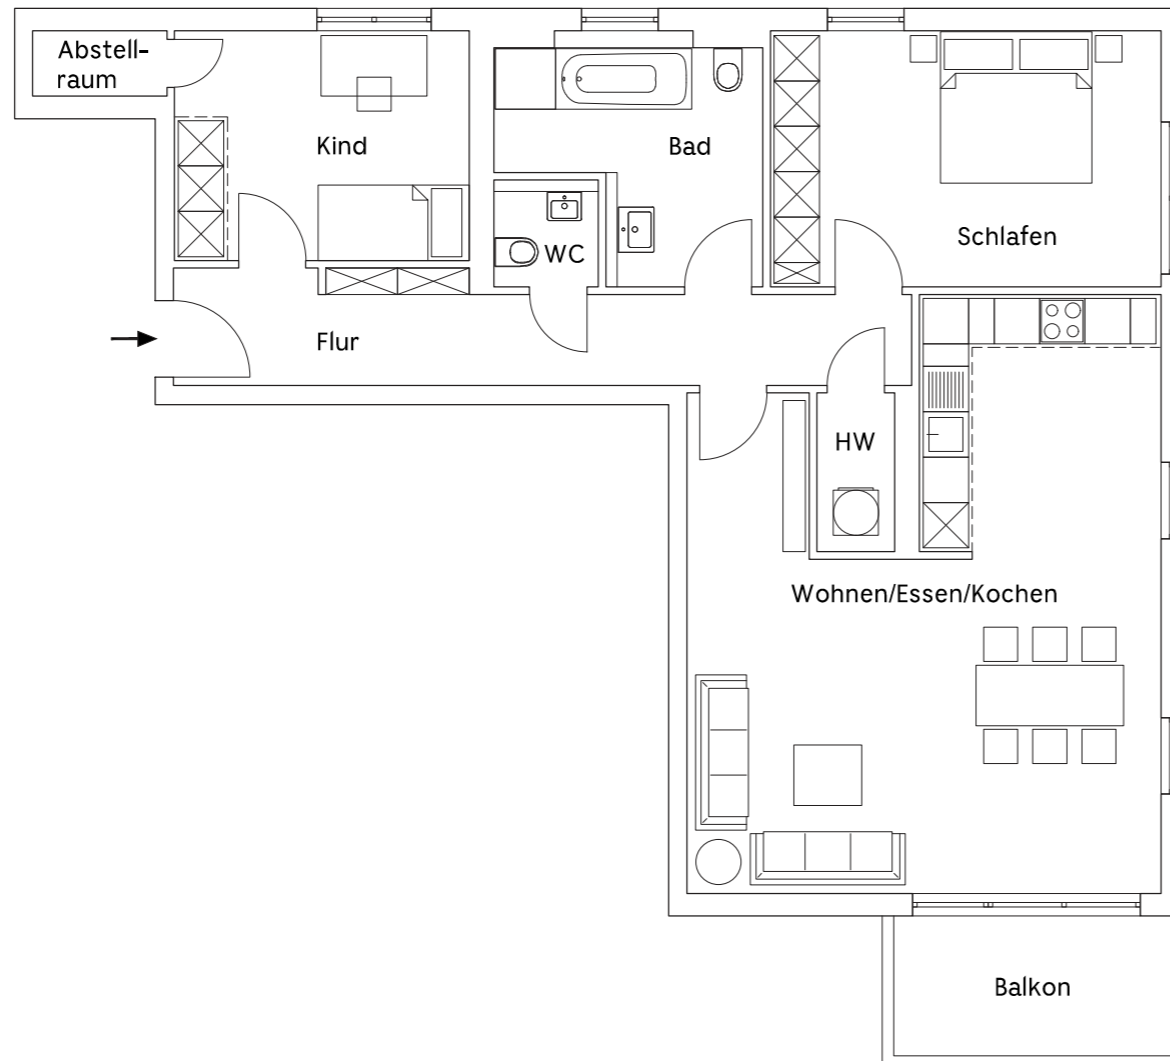 Abstell-
raum
Kind
Bad
WC
Schlafen
Flur
HW
Wohnen/Essen/Kochen
Balkon